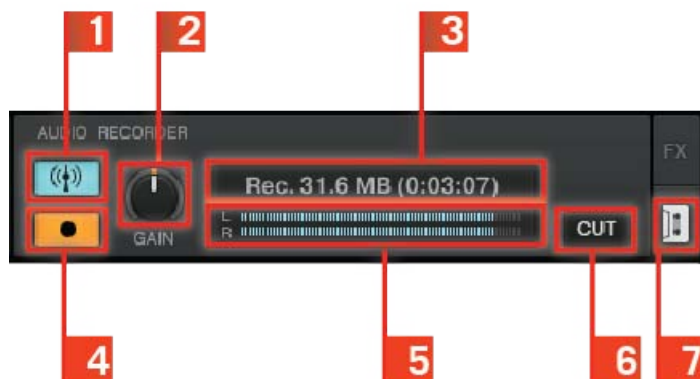 1 2 3
AUDIO RECORDER
FX
Rec. 31.6 MB (0:03:07)
L
R
GAIN
CUT
4 5 6 7